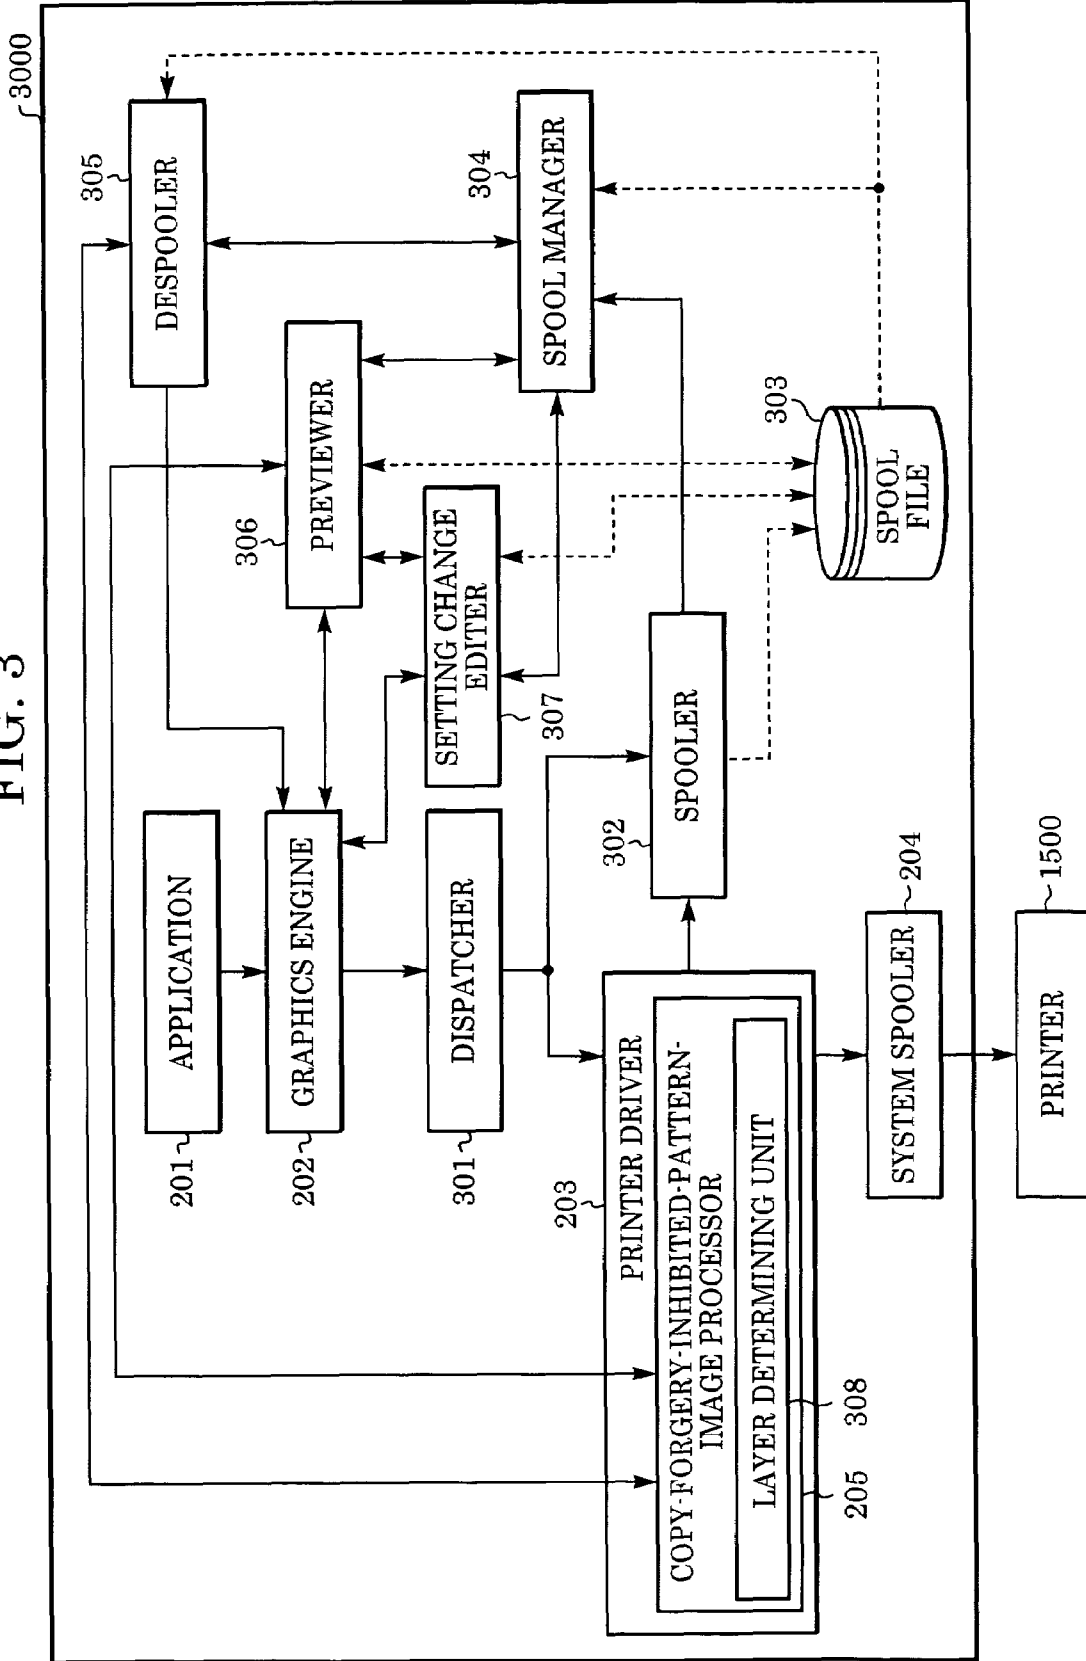 FIG. 3
3000
APPLICATION
201
GRAPHICS ENGINE
202
DISPATCHER
301
DESPOOLER
305
PREVIEWER
306
SETTING CHANGE
EDITER
307
SPOOL MANAGER
304
SPOOLER
302
SPOOL
FILE
303
PRINTER DRIVER
203
COPY-FORGERY-INHIBITED-PATTERN-
IMAGE PROCESSOR
205
LAYER DETERMINING UNIT
308
SYSTEM SPOOLER
204
PRINTER
1500